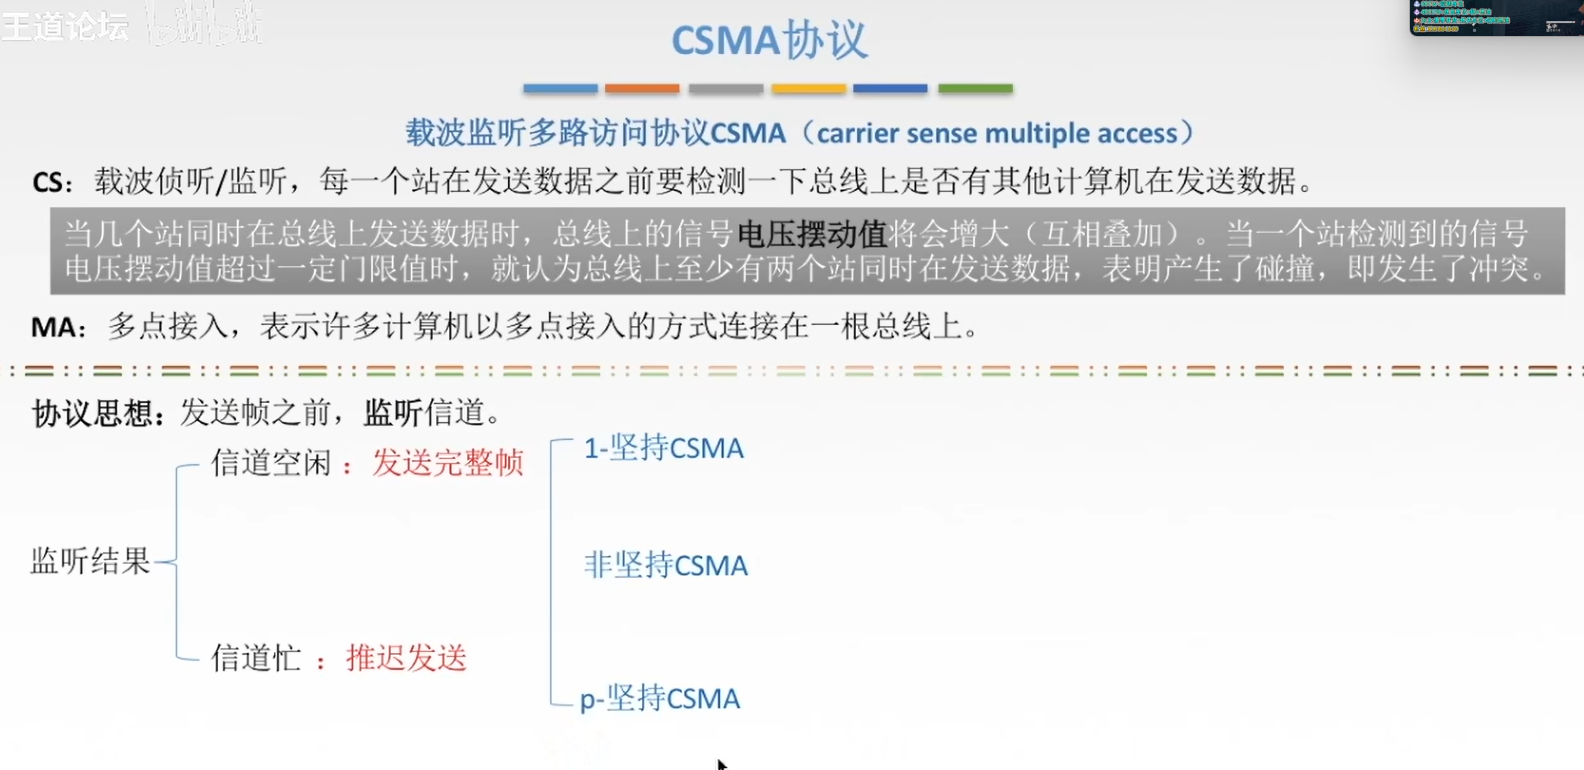 王道论坛 bilibili
CSMA协议
载波监听多路访问协议CSMA（carrier sense multiple access）
CS：载波侦听/监听，每一个站在发送数据之前要检测一下总线上是否有其他计算机在发送数据。
当几个站同时在总线上发送数据时，总线上的信号电压摆动值将会增大（互相叠加）。当一个站检测到的信号
电压摆动值超过一定门限值时，就认为总线上至少有两个站同时在发送数据，表明产生了碰撞，即发生了冲突。
MA：多点接入，表示许多计算机以多点接入的方式连接在一根总线上。
协议思想：发送帧之前，监听信道。
监听结果
信道空闲：发送完整帧
信道忙：推迟发送
1-坚持CSMA
非坚持CSMA
p-坚持CSMA